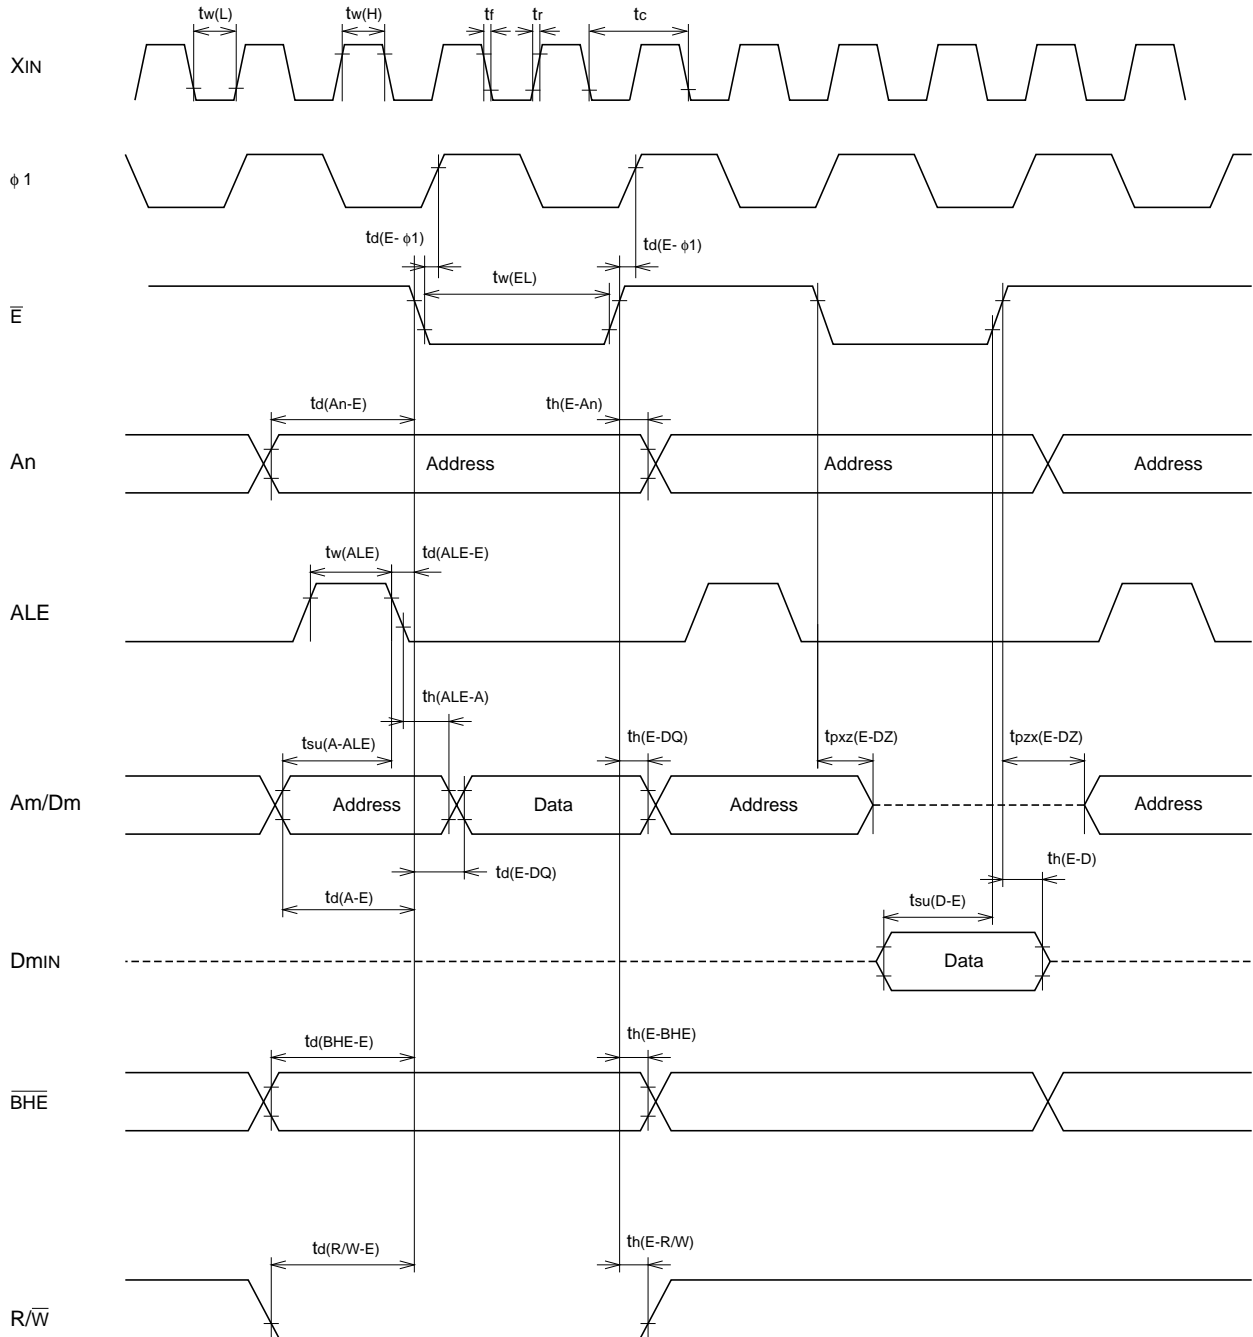 tw(L) tw(H) tf tr tc
XIN
ϕ 1
td(E- ϕ1) td(E- ϕ1)
tw(EL)
E̅
td(An-E) th(E-An)
An Address Address Address
tw(ALE) td(ALE-E)
ALE
th(ALE-A)
tsu(A-ALE) th(E-DQ) tpxz(E-DZ) tpzx(E-DZ)
Am/Dm Address Data Address Address
td(E-DQ) th(E-D)
td(A-E) tsu(D-E)
DmIN Data
td(BHE-E) th(E-BHE)
B̅H̅E̅
td(R/W-E) th(E-R/W)
R/W̅